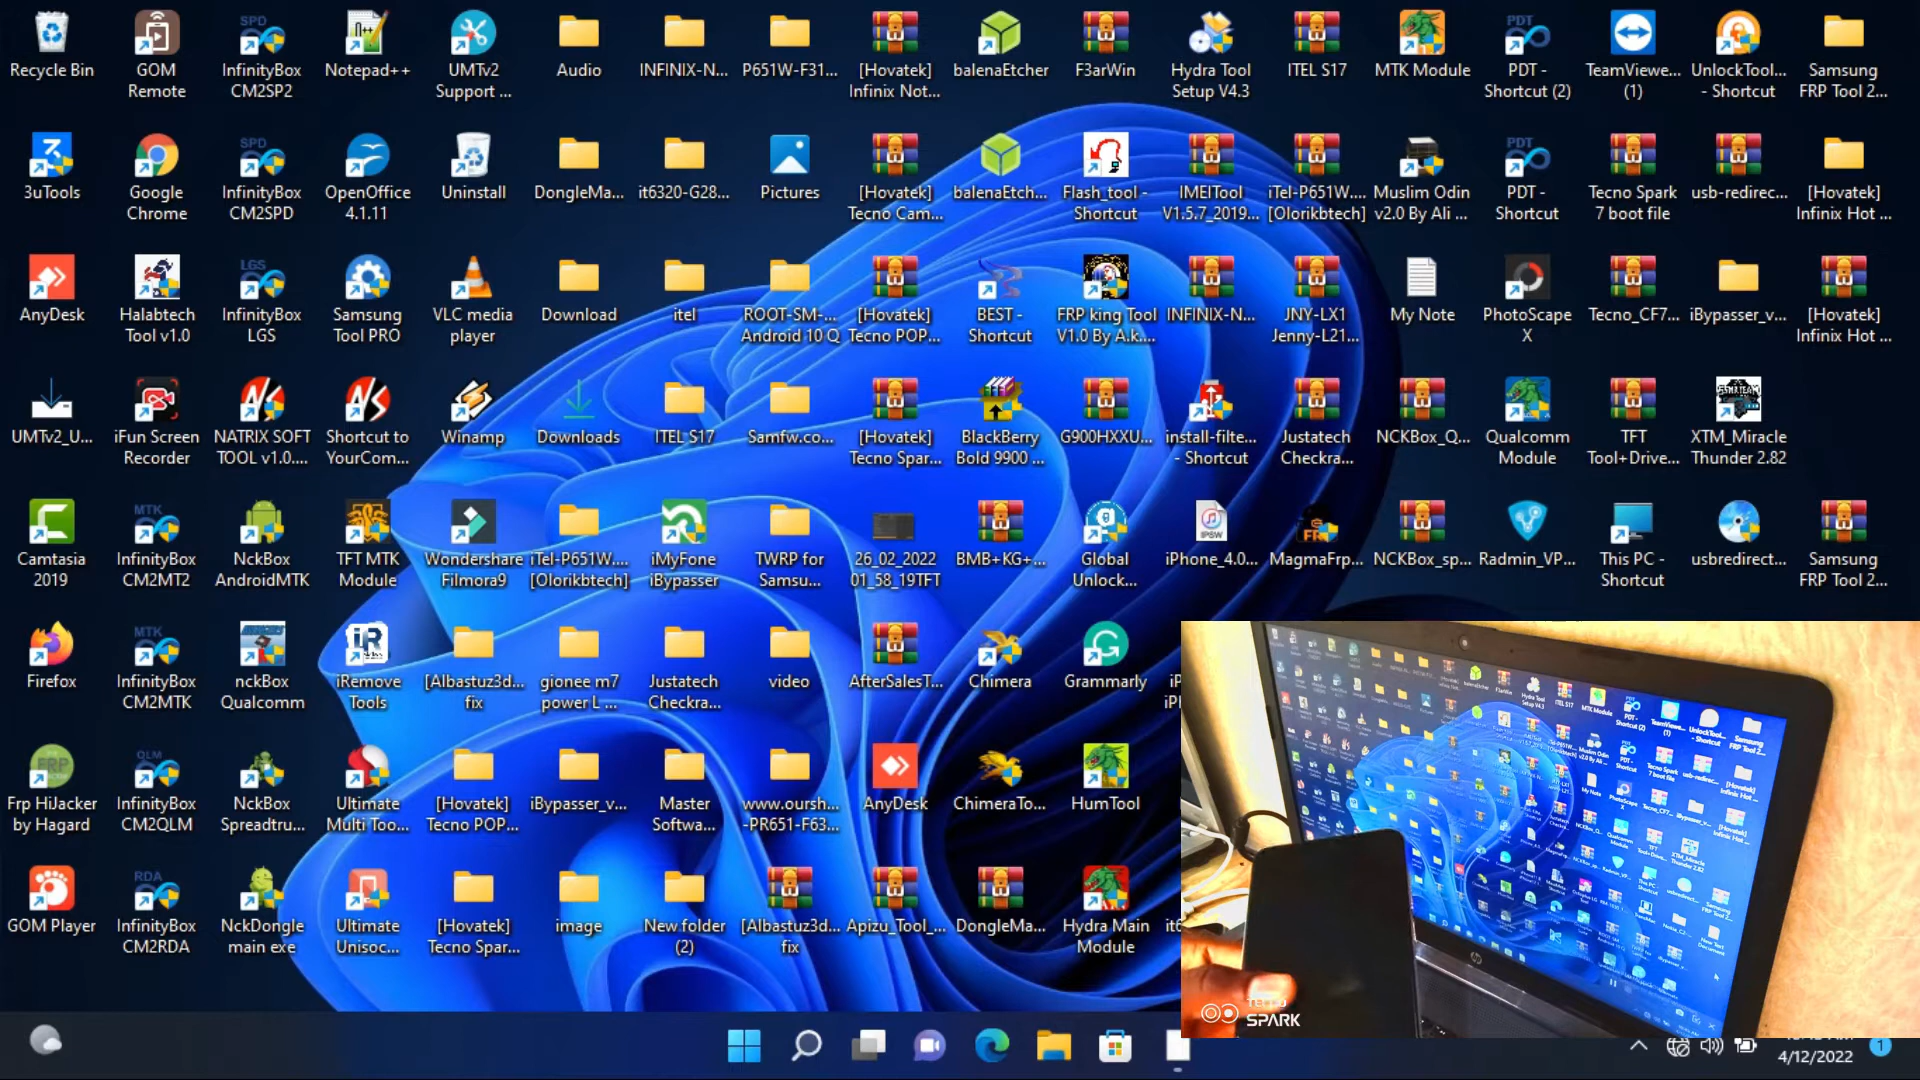 Recycle Bin
GOM
Remote
SPD
InfinityBox
CM2SP2
Notepad++
UMTv2
Support ...
Audio
INFINIX-N...
P651W-F31...
[Hovatek]
Infinix Not...
balenaEtcher
F3arWin
Hydra Tool
Setup V4.3
ITEL S17
MTK Module
PDT
PDT -
Shortcut (2)
TeamViewe...
(1)
UnlockTool...
- Shortcut
Samsung
FRP Tool 2...
3uTools
Google
Chrome
SPD
InfinityBox
CM2SPD
OpenOffice
4.1.11
Uninstall
DongleMa...
it6320-G28...
Pictures
[Hovatek]
Tecno Cam...
balenaEtch...
Flash_tool -
Shortcut
IMEITool
V1.5.7_2019...
iTel-P651W....
[Olorikbtech]
Muslim Odin
v2.0 By Ali ...
PDT
PDT -
Shortcut
Tecno Spark
7 boot file
usb-redirec...
[Hovatek]
Infinix Hot ...
AnyDesk
Halabtech
Tool v1.0
LGS
InfinityBox
LGS
Samsung
Tool PRO
VLC media
player
Download
itel
ROOT-SM-...
Android 10 Q
[Hovatek]
Tecno POP...
BEST -
Shortcut
FRP king Tool
V1.0 By A.k....
INFINIX-N...
JNY-LX1
Jenny-L21...
My Note
PhotoScape
X
Tecno_CF7...
iBypasser_v...
[Hovatek]
Infinix Hot ...
UMTv2_U...
iFun Screen
Recorder
NATRIX SOFT
TOOL v1.0....
Shortcut to
YourCom...
Winamp
Downloads
ITEL S17
Samfw.co...
[Hovatek]
Tecno Spar...
BlackBerry
Bold 9900 ...
G900HXXU...
install-filte...
- Shortcut
Justatech
Checkra...
NCKBox_Q...
Qualcomm
Module
TFT
Tool+Drive...
XTM_Miracle
Thunder 2.82
Camtasia
2019
MTK
InfinityBox
CM2MT2
NckBox
AndroidMTK
TFT MTK
Module
Wondershare
Filmora9
iTel-P651W....
[Olorikbtech]
iMyFone
iBypasser
TWRP for
Samsu...
26_02_2022
01_58_19TFT
BMB+KG+...
Global
Unlock...
IPSW
iPhone_4.0...
MagmaFrp...
NCKBox_sp...
Radmin_VP...
This PC -
Shortcut
usbredirect...
Samsung
FRP Tool 2...
Firefox
MTK
InfinityBox
CM2MTK
nckBox
Qualcomm
iR
iRemove
Tools
[Albastuz3d...
fix
gionee m7
power L ...
Justatech
Checkra...
video
AfterSalesT...
Chimera
Grammarly
FRP
Frp HiJacker
by Hagard
QLM
InfinityBox
CM2QLM
NckBox
Spreadtru...
Ultimate
Multi Too...
[Hovatek]
Tecno POP...
iBypasser_v...
Master
Softwa...
www.oursh...
-PR651-F63...
AnyDesk
ChimeraTo...
HumTool
GOM Player
RDA
InfinityBox
CM2RDA
NckDongle
main exe
Ultimate
Unisoc...
[Hovatek]
Tecno Spar...
image
New folder
(2)
[Albastuz3d...
fix
Apizu_Tool_...
DongleMa...
Hydra Main
Module
SPARK
4/12/2022
1